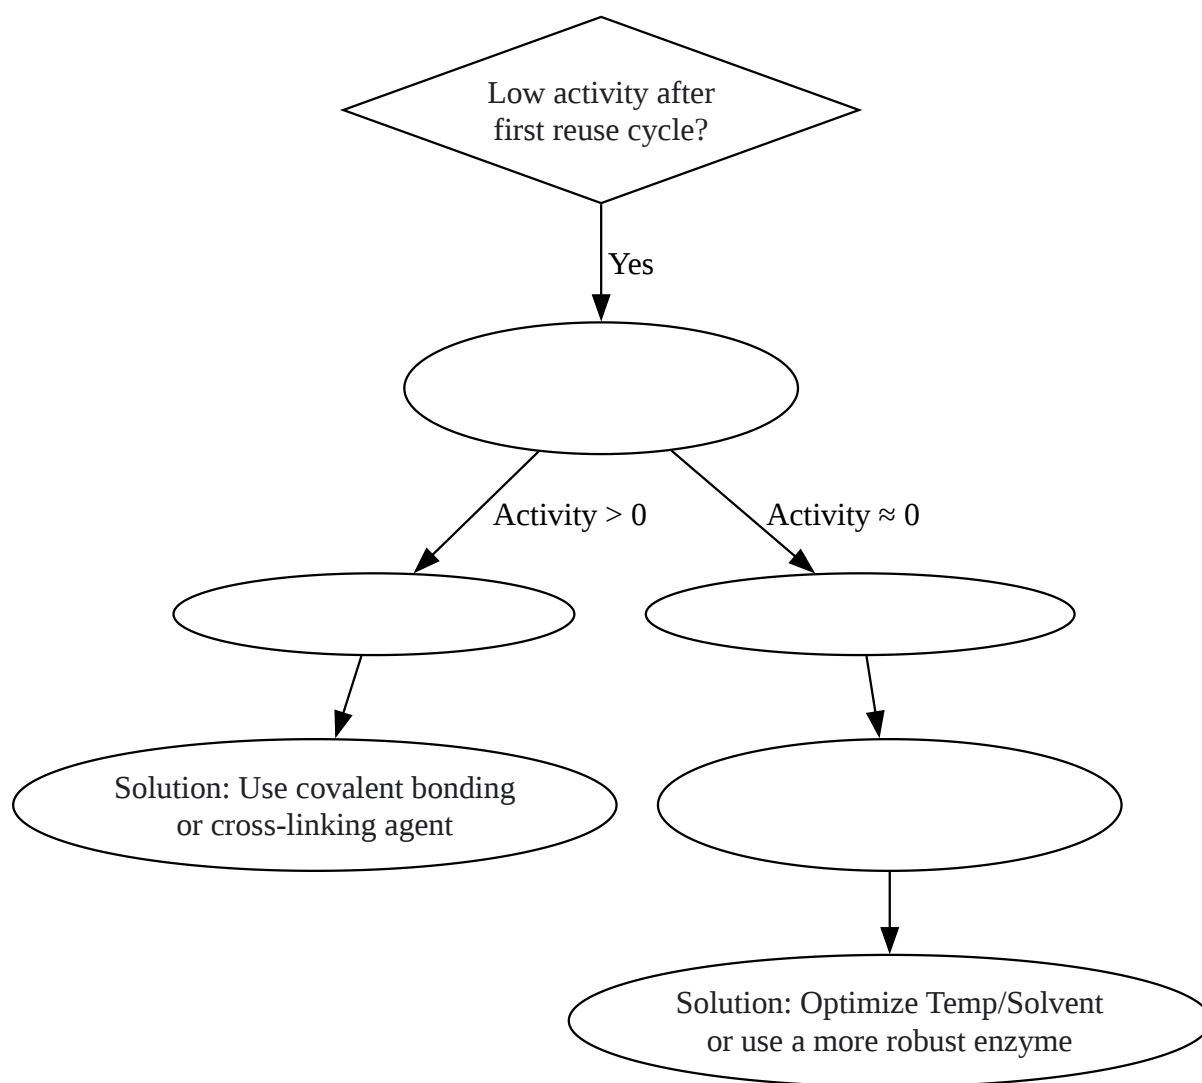 Low activity after
first reuse cycle?
Yes
Activity > 0
Activity ≈ 0
Solution: Use covalent bonding
or cross-linking agent
Solution: Optimize Temp/Solvent
or use a more robust enzyme